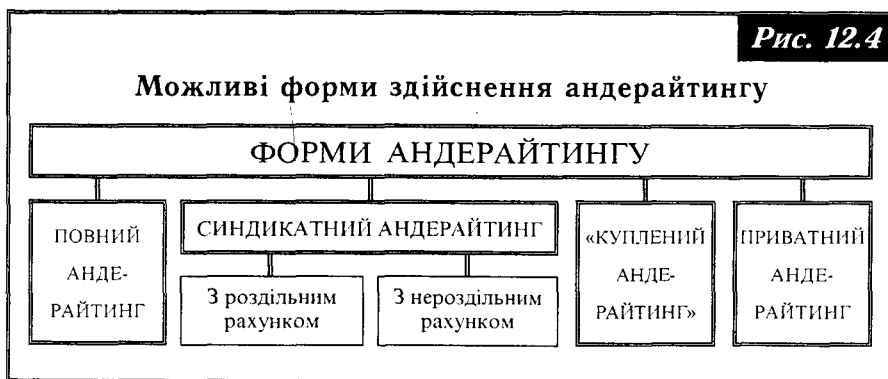 Рис. 12.4
Можливі форми здійснення андерайтингу
ФОРМИ АНДЕРАЙТИНГУ
ПОВНИЙ
АНДЕ-
РАЙТИНГ
СИНДИКАТНИЙ АНДЕРАЙТИНГ
З роздільним
рахунком
З нероздільним
рахунком
«КУПЛЕНИЙ
АНДЕ-
РАЙТИНГ»
ПРИВАТНИЙ
АНДЕ-
РАЙТИНГ